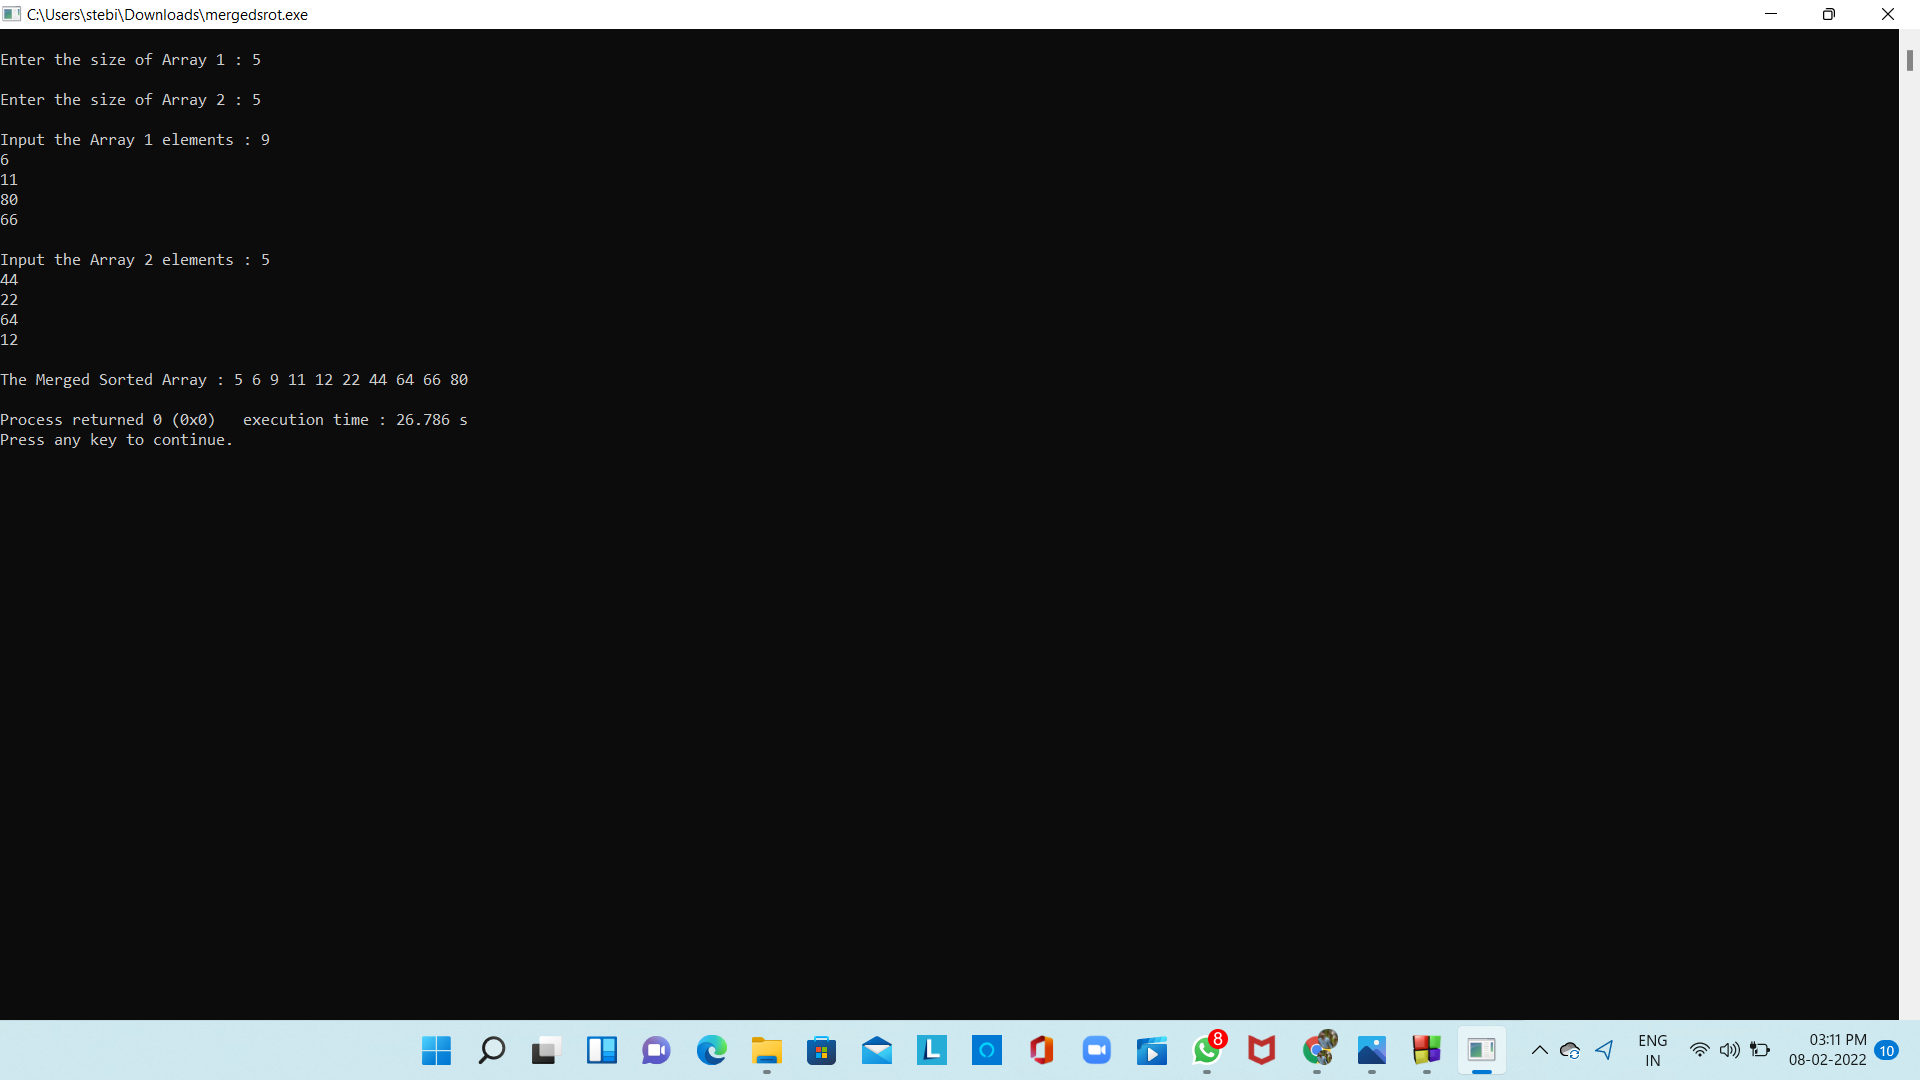 C:\Users\stebi\Downloads\mergedsrot.exe
Enter the size of Array 1 : 5
Enter the size of Array 2 : 5
Input the Array 1 elements : 9
6
11
80
66
Input the Array 2 elements : 5
44
22
64
12
The Merged Sorted Array : 5 6 9 11 12 22 44 64 66 80
Process returned 0 (0x0)   execution time : 26.786 s
Press any key to continue.
L
8
ENG
IN
03:11 PM
08-02-2022
10